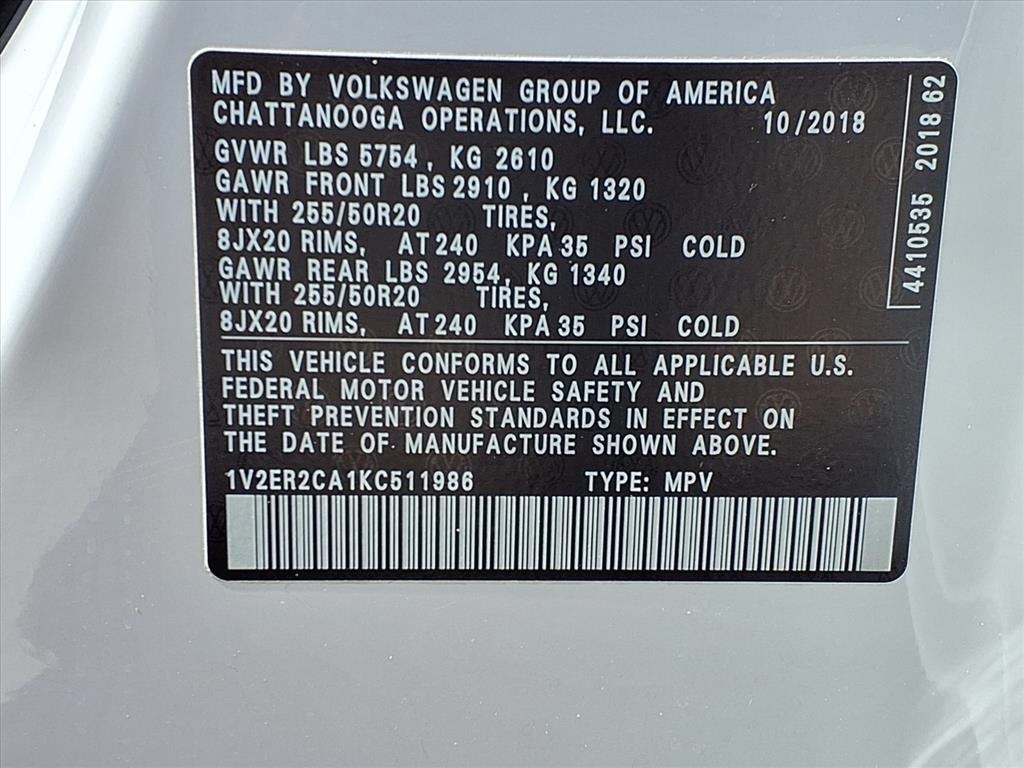 MFD BY VOLKSWAGEN GROUP OF AMERICA
CHATTANOOGA OPERATIONS, LLC. 10/2018
GVWR LBS 5754, KG 2610
GAWR FRONT LBS 2910, KG 1320
WITH 255/50R20 TIRES,
8JX20 RIMS, AT 240 KPA 35 PSI COLD
GAWR REAR LBS 2954, KG 1340
WITH 255/50R20 TIRES,
8JX20 RIMS, AT 240 KPA 35 PSI COLD
THIS VEHICLE CONFORMS TO ALL APPLICABLE U.S.
FEDERAL MOTOR VEHICLE SAFETY AND
THEFT PREVENTION STANDARDS IN EFFECT ON
THE DATE OF MANUFACTURE SHOWN ABOVE.
1V2ER2CA1KC511986 TYPE: MPV
4410535 2018 62